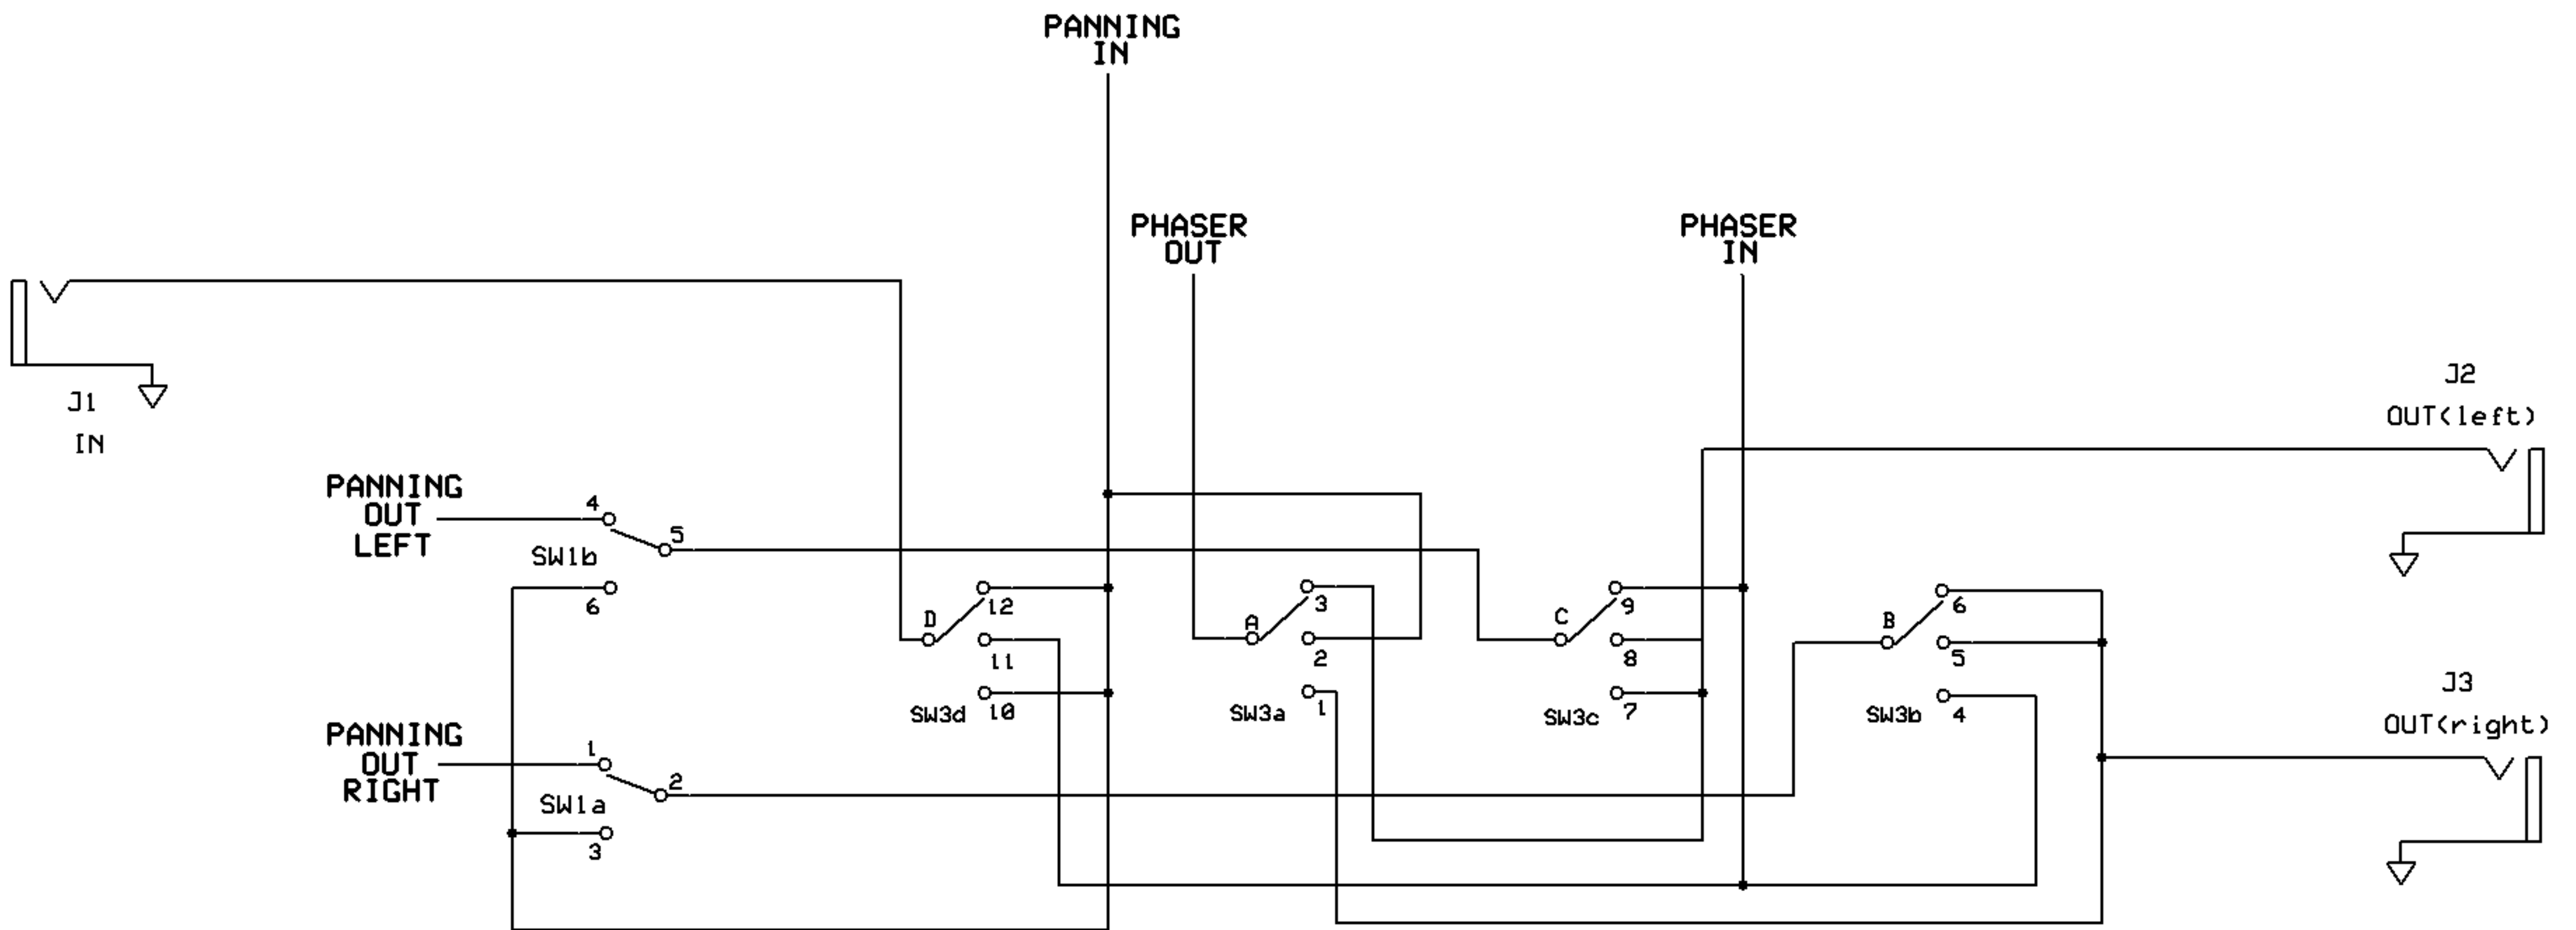 PANNING
IN
PHASER
OUT
PHASER
IN
J1
IN
J2
OUT(left)
PANNING
OUT
LEFT
4
5
SW1b
6
D
12
11
10
SW3d
A
3
2
1
SW3a
C
9
8
7
SW3c
B
6
5
4
SW3b
J3
OUT(right)
PANNING
OUT
RIGHT
1
2
SW1a
3